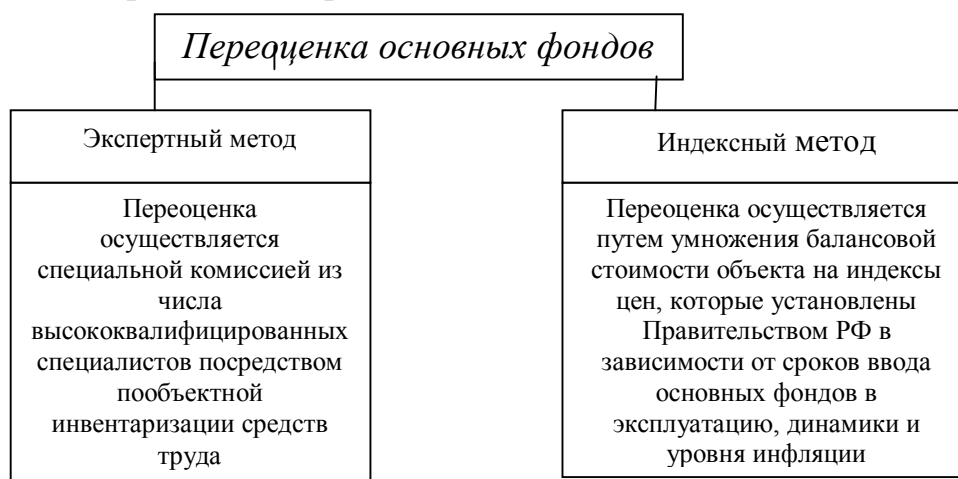 Переоценка основных фондов
Экспертный метод
Переоценка
осуществляется
специальной комиссией из
числа
высококвалифицированных
специалистов посредством
пообъектной
инвентаризации средств
труда
Индексный метод
Переоценка осуществляется
путем умножения балансовой
стоимости объекта на индексы
цен, которые установлены
Правительством РФ в
зависимости от сроков ввода
основных фондов в
эксплуатацию, динамики и
уровня инфляции